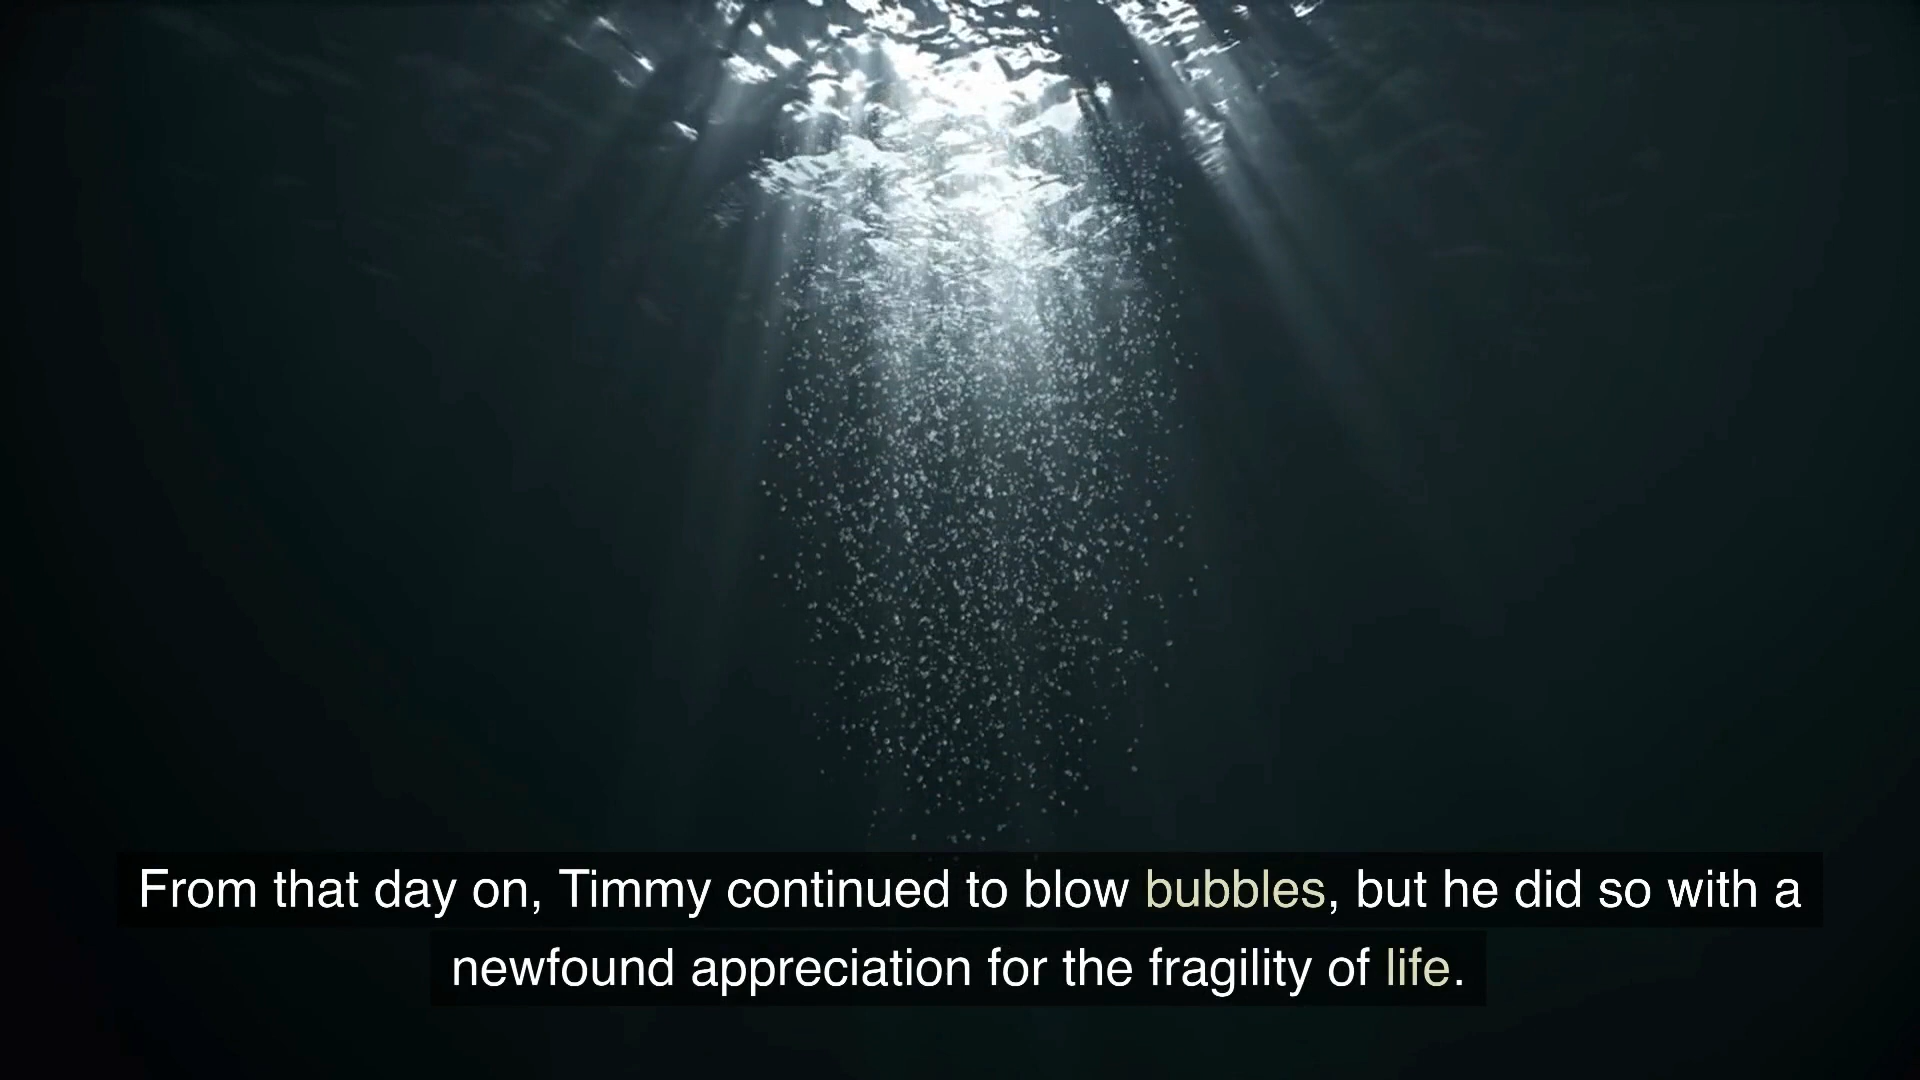 From that day on, Timmy continued to blow bubbles, but he did so with a
newfound appreciation for the fragility of life.